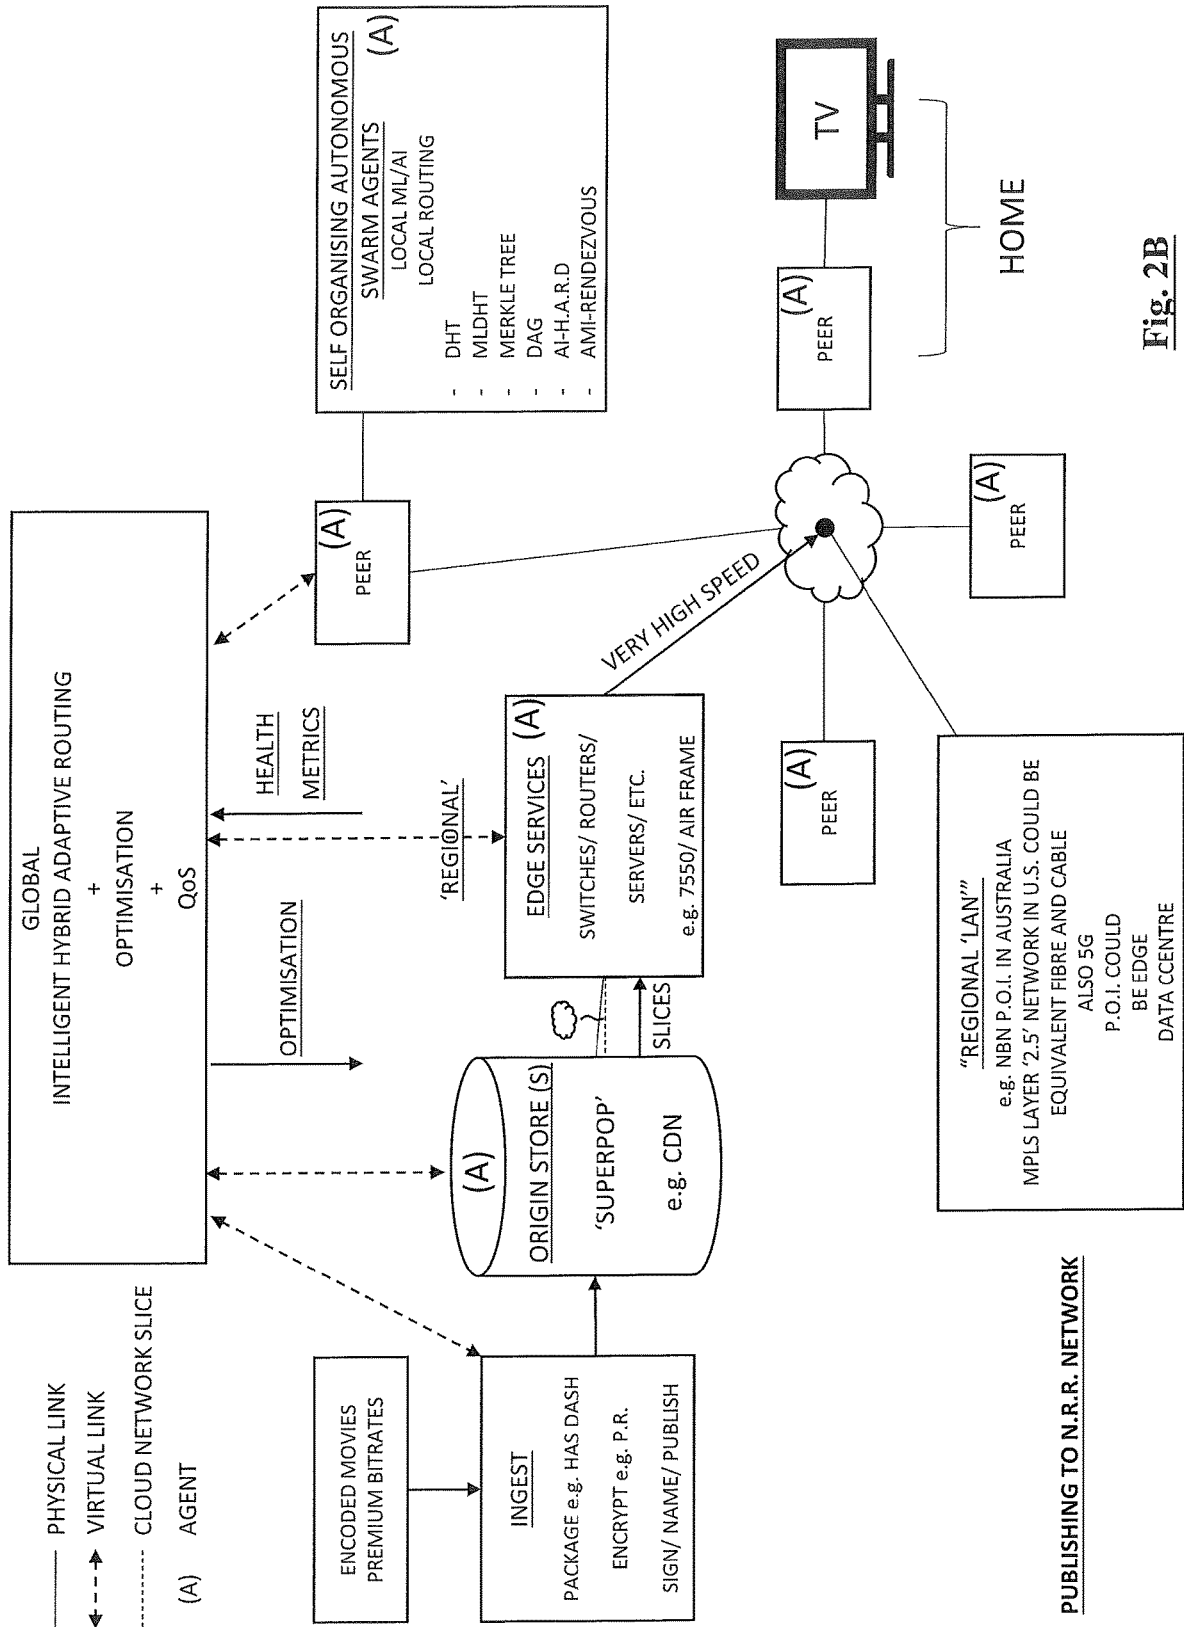 PHYSICAL LINK
VIRTUAL LINK
CLOUD NETWORK SLICE
(A) AGENT
GLOBAL
INTELLIGENT HYBRID ADAPTIVE ROUTING
+
OPTIMISATION
+
QoS
OPTIMISATION
HEALTH
METRICS
ENCODED MOVIES
PREMIUM BITRATES
INGEST
PACKAGE e.g. HAS DASH
ENCRYPT e.g. P.R.
SIGN/ NAME/ PUBLISH
(A)
ORIGIN STORE (S)
'SUPERPOP'
e.g. CDN
SLICES
'REGIONAL'
EDGE SERVICES (A)
SWITCHES/ ROUTERS/
SERVERS/ ETC.
e.g. 7550/ AIR FRAME
VERY HIGH SPEED
(A)
PEER
SELF ORGANISING AUTONOMOUS
SWARM AGENTS (A)
LOCAL ML/AI
LOCAL ROUTING
- DHT
- MLDHT
- MERKLE TREE
- DAG
- AI-H.A.R.D
- AMI-RENDEZVOUS
(A)
PEER
(A)
PEER
(A)
PEER
TV
HOME
"REGIONAL 'LAN'"
e.g. NBN P.O.I. IN AUSTRALIA
MPLS LAYER '2.5' NETWORK IN U.S. COULD BE
EQUIVALENT FIBRE AND CABLE
ALSO 5G
P.O.I. COULD
BE EDGE
DATA CCENTRE
PUBLISHING TO N.R.R. NETWORK
Fig. 2B